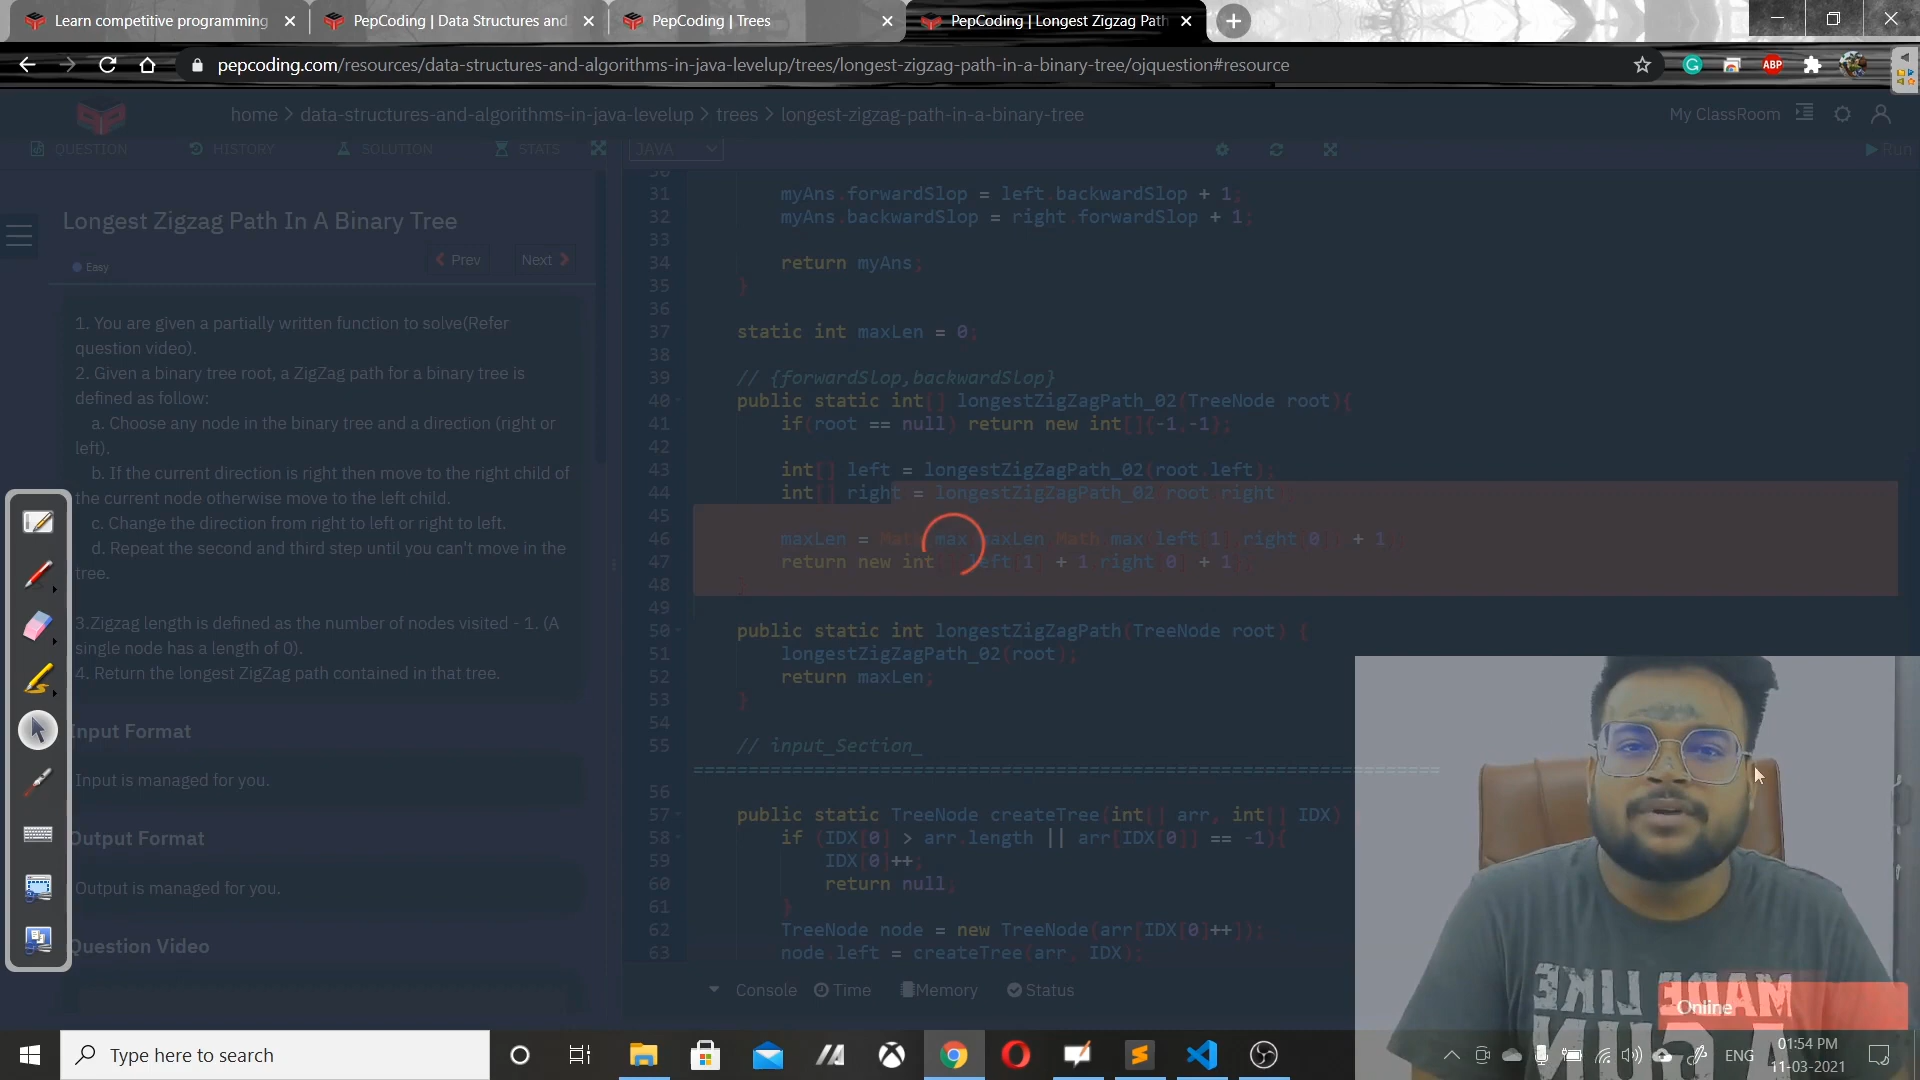 Learn competitive programming
PepCoding | Data Structures and
PepCoding | Trees
PepCoding | Longest Zigzag Path
pepcoding.com/resources/data-structures-and-algorithms-in-java-levelup/trees/longest-zigzag-path-in-a-binary-tree/ojquestion#resource
ABP
home > data-structures-and-algorithms-in-java-levelup > trees > longest-zigzag-path-in-a-binary-tree
My ClassRoom
QUESTION HISTORY SOLUTION STATS
JAVA
Run
Longest Zigzag Path In A Binary Tree
Prev Next
Easy
1. You are given a partially written function to solve(Refer
question video).
2. Given a binary tree root, a ZigZag path for a binary tree is
defined as follow:
a. Choose any node in the binary tree and a direction (right or
left).
b. If the current direction is right then move to the right child of
the current node otherwise move to the left child.
c. Change the direction from right to left or right to left.
d. Repeat the second and third step until you can't move in the
tree.
3.Zigzag length is defined as the number of nodes visited - 1. (A
single node has a length of 0).
4. Return the longest ZigZag path contained in that tree.
Input Format
Input is managed for you.
Output Format
Output is managed for you.
Question Video
30
31 myAns.forwardSlop = left.backwardSlop + 1;
32 myAns.backwardSlop = right.forwardSlop + 1;
33
34 return myAns;
35 }
36
37 static int maxLen = 0;
38
39 // {forwardSlop,backwardSlop}
40 public static int[] longestZigZagPath_02(TreeNode root){
41 if(root == null) return new int[]{-1,-1};
42
43 int[] left = longestZigZagPath_02(root.left);
44 int[] right = longestZigZagPath_02(root.right)
45
46 maxLen = Math max maxLen Math max left[1] right[0] + 1
47 return new int left[1] + 1 right[0] + 1
48
49
50 public static int longestZigZagPath(TreeNode root) {
51 longestZigZagPath_02(root);
52 return maxLen;
53 }
54
55 // input_Section_
====================================================================
56
57 public static TreeNode createTree(int[] arr, int[] IDX)
58 if (IDX[0] > arr.length || arr[IDX[0]] == -1){
59 IDX[0]++;
60 return null;
61 }
62 TreeNode node = new TreeNode(arr[IDX[0]++]);
63 node.left = createTree(arr, IDX);
Console Time Memory Status
MADE LIKE
A GUN
Online
Type here to search
ENG
01:54 PM
11-03-2021